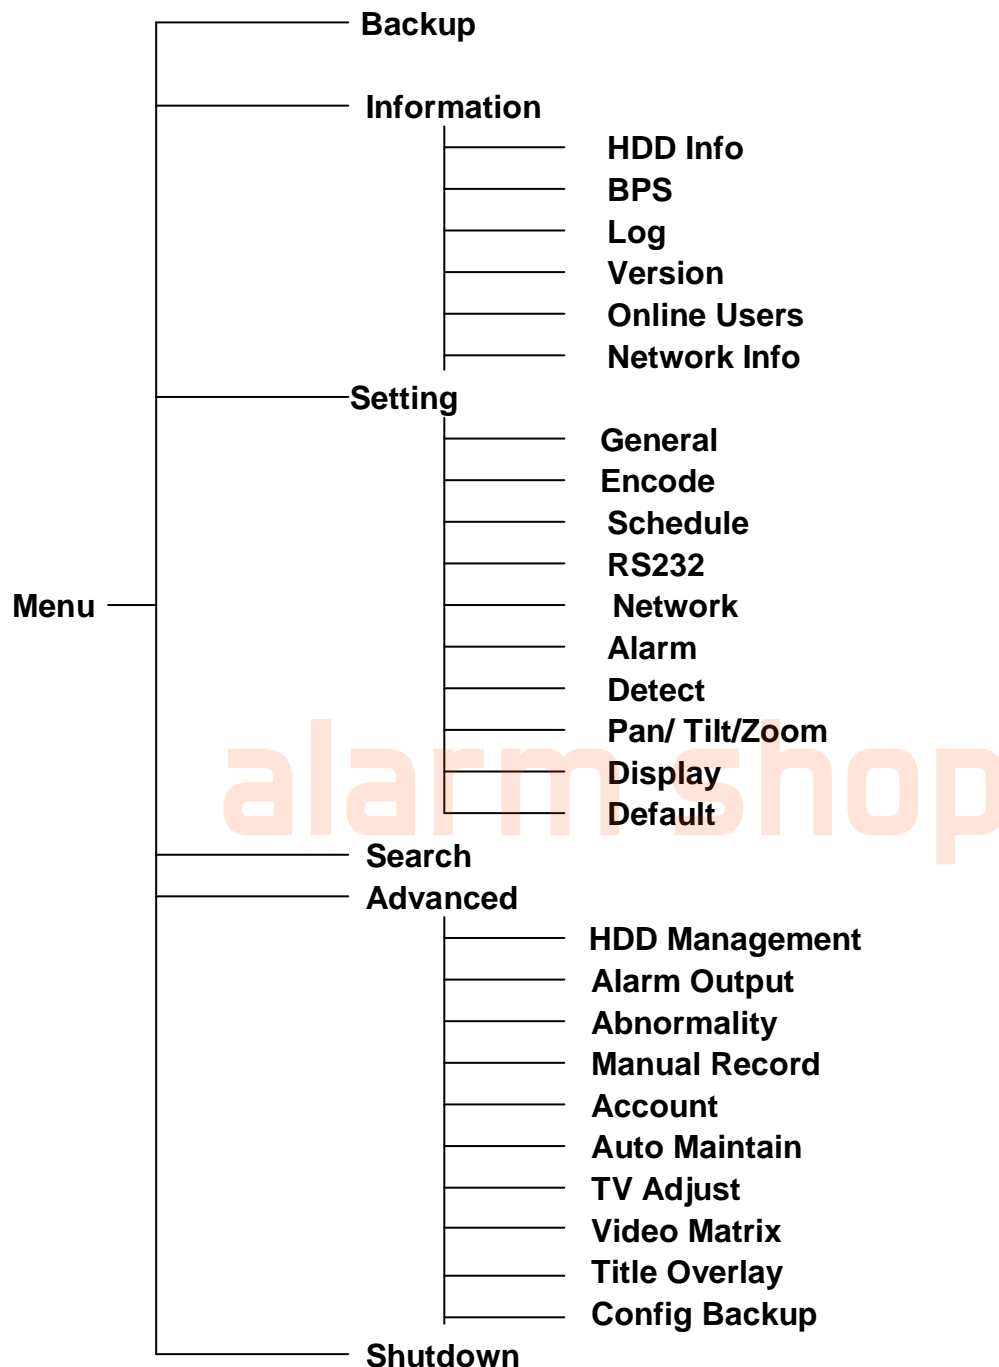 Backup
Information
HDD Info
BPS
Log
Version
Online Users
Network Info
Setting
General
Encode
Schedule
RS232
Menu
Network
Alarm
Detect
Pan/ Tilt/Zoom
alarm shop
Display
Default
Search
Advanced
HDD Management
Alarm Output
Abnormality
Manual Record
Account
Auto Maintain
TV Adjust
Video Matrix
Title Overlay
Config Backup
Shutdown